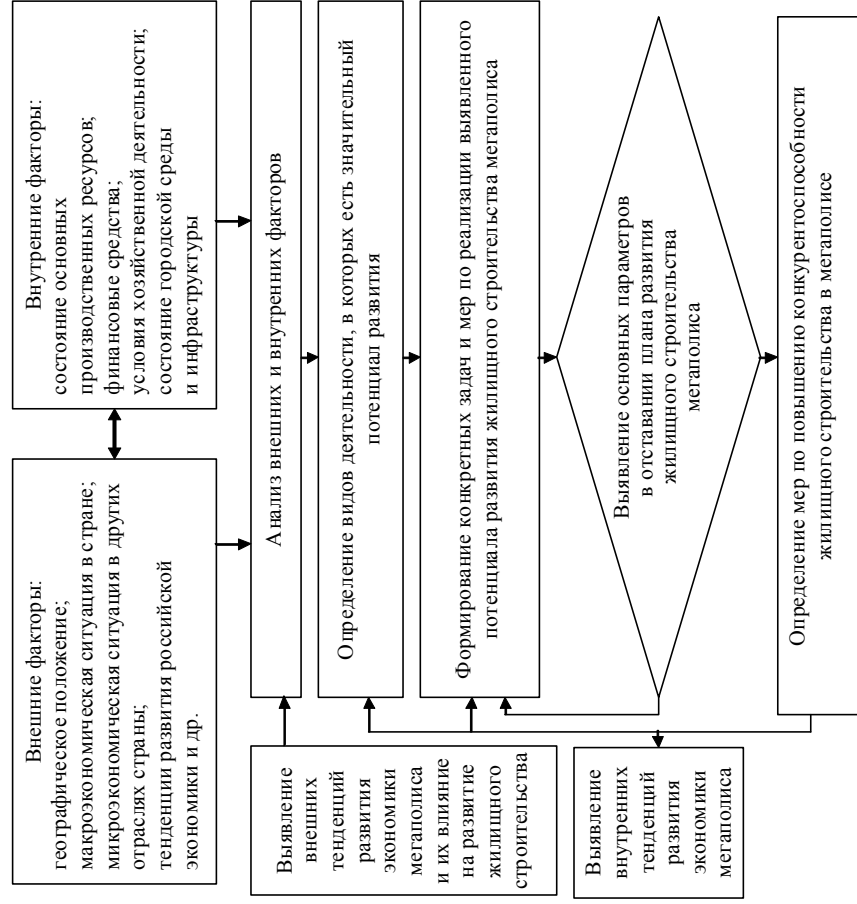 Внешние факторы:
географическое положение;
макроэкономическая ситуация в стране;
микроэкономическая ситуация в других
отраслях страны;
тенденции развития российской
экономики и др.
Внутренние факторы:
состояние основных
производственных ресурсов;
финансовые средства;
условия хозяйственной деятельности;
состояние городской среды
и инфраструктуры
Анализ внешних и внутренних факторов
Определение видов деятельности, в которых есть значительный
потенциал развития
Формирование конкретных задач и мер по реализации выявленного
потенциала развития жилищного строительства мегаполиса
Выявление основных параметров
в отставании плана развития
жилищного строительства
мегаполиса
Определение мер по повышению конкурентоспособности
жилищного строительства в мегаполисе
Выявление
внешних
тенденций
развития
экономики
мегаполиса
и их влияние
на развитие
жилищного
строительства
Выявление
внутренних
тенденций
развития
экономики
мегаполиса